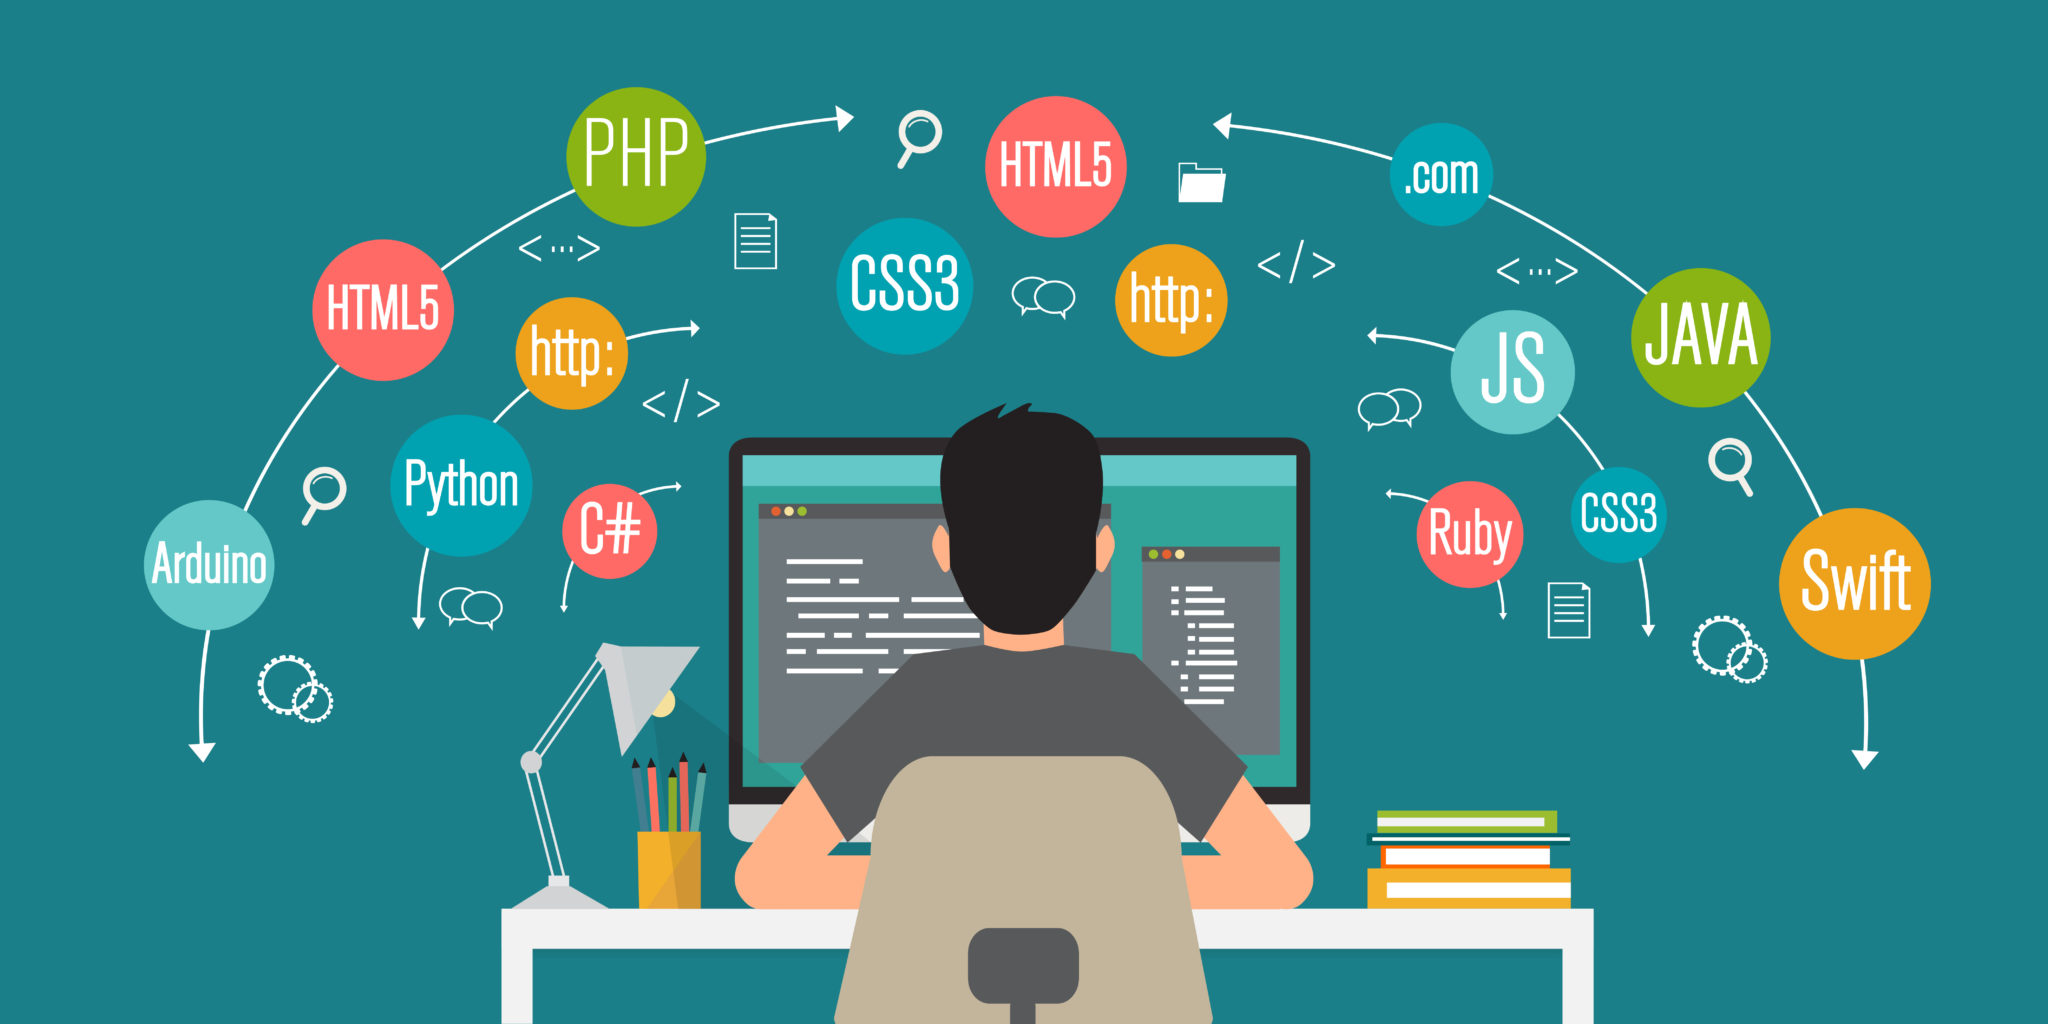 PHP
HTML5
.com
HTML5
CSS3
http:
http:
JS
JAVA
Python
C#
Ruby
CSS3
Arduino
Swift
<...>
</>
<...>
</>